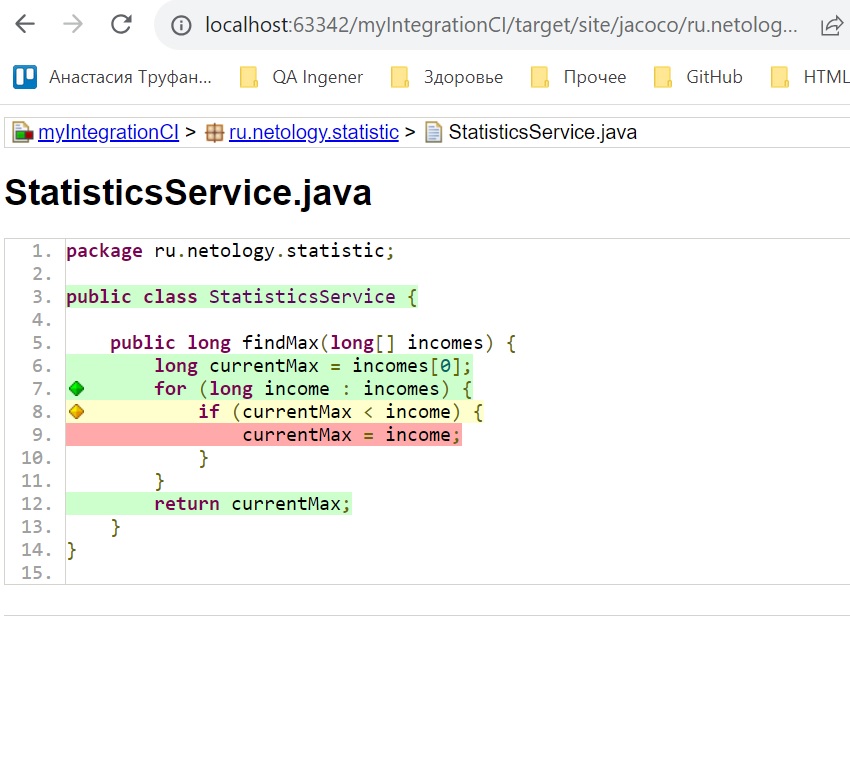 localhost:63342/myIntegrationCI/target/site/jacoco/ru.netolog...
Анастасия Труфан... QA Ingener Здоровье Прочее GitHub HTML
myIntegrationCI > ru.netology.statistic > StatisticsService.java
StatisticsService.java
1. package ru.netology.statistic;
2.
3. public class StatisticsService {
4.
5.     public long findMax(long[] incomes) {
6.         long currentMax = incomes[0];
7.         for (long income : incomes) {
8.             if (currentMax < income) {
9.                 currentMax = income;
10.             }
11.         }
12.         return currentMax;
13.     }
14. }
15.